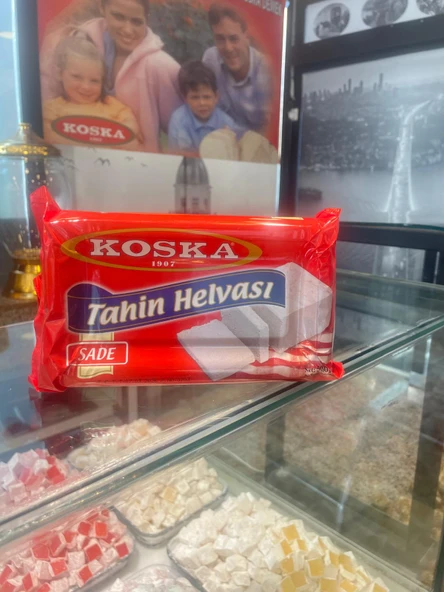 KOSKA
KOSKA
1907
Tahin Helvası
SADE